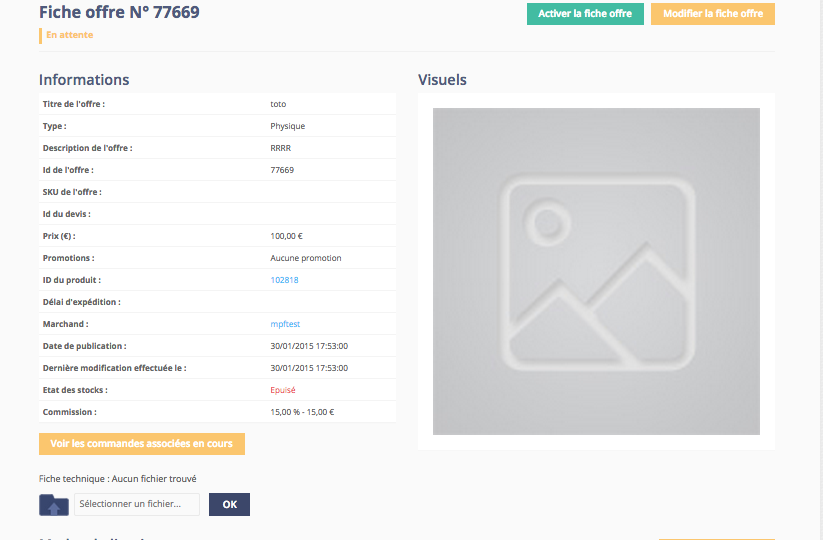 Fiche offre N° 77669
Activer la fiche offre
Modifier la fiche offre
En attente
Informations
Visuels
Titre de l'offre : toto
Type : Physique
Description de l'offre : RRRR
Id de l'offre : 77669
SKU de l'offre :
Id du devis :
Prix (€) : 100,00 €
Promotions : Aucune promotion
ID du produit : 102818
Délai d'expédition :
Marchand : mpftest
Date de publication : 30/01/2015 17:53:00
Dernière modification effectuée le : 30/01/2015 17:53:00
Etat des stocks : Epuisé
Commission : 15,00 % - 15,00 €
Voir les commandes associées en cours
Fiche technique : Aucun fichier trouvé
Sélectionner un fichier...
OK